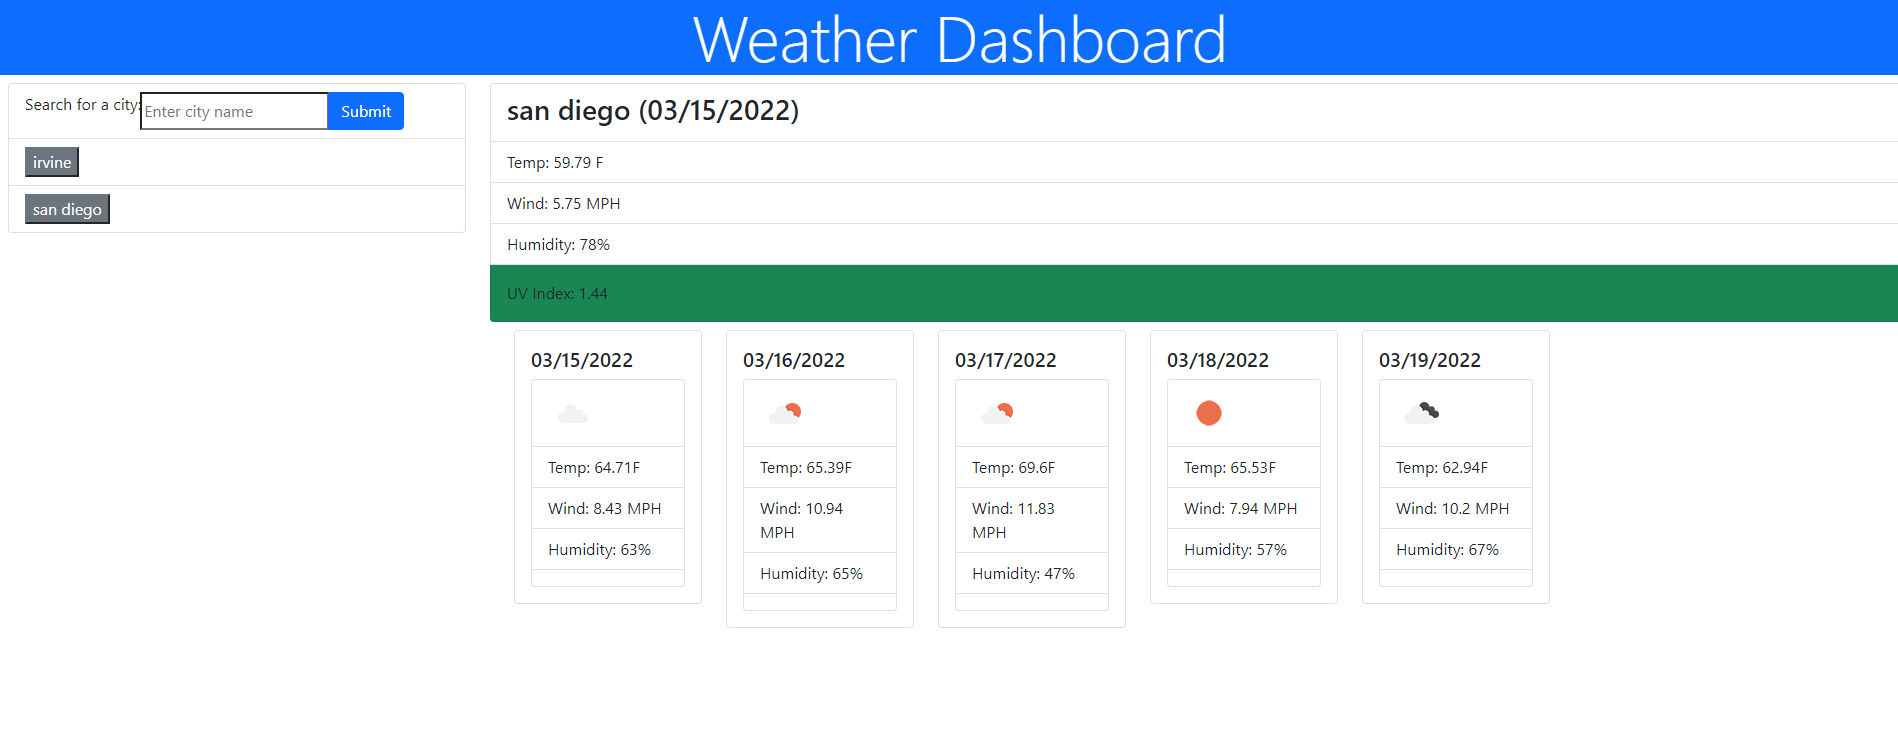 Weather Dashboard
Search for a city:
Enter city name
Submit
irvine
san diego
san diego (03/15/2022)
Temp: 59.79 F
Wind: 5.75 MPH
Humidity: 78%
UV Index: 1.44
03/15/2022
Temp: 64.71F
Wind: 8.43 MPH
Humidity: 63%
03/16/2022
Temp: 65.39F
Wind: 10.94
MPH
Humidity: 65%
03/17/2022
Temp: 69.6F
Wind: 11.83
MPH
Humidity: 47%
03/18/2022
Temp: 65.53F
Wind: 7.94 MPH
Humidity: 57%
03/19/2022
Temp: 62.94F
Wind: 10.2 MPH
Humidity: 67%